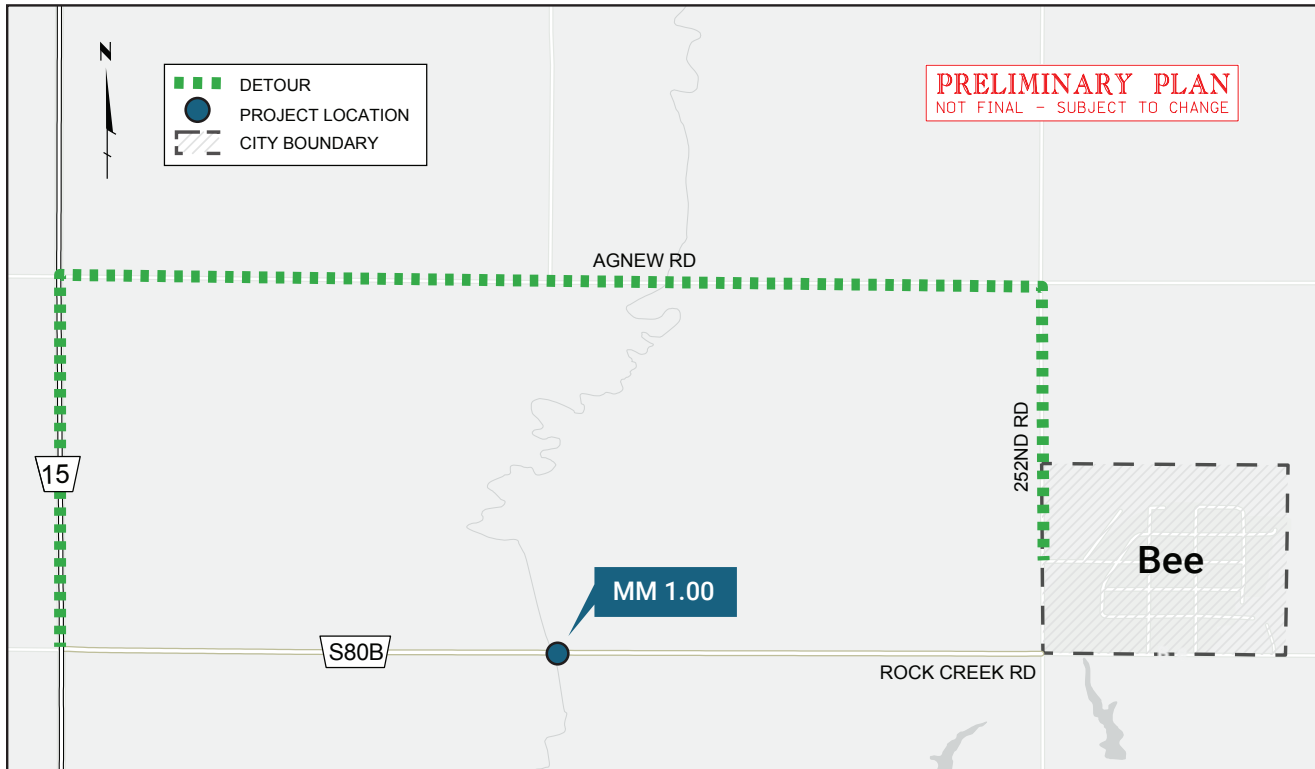 N
DETOUR
PROJECT LOCATION
CITY BOUNDARY
PRELIMINARY PLAN
NOT FINAL - SUBJECT TO CHANGE
AGNEW RD
15
252ND RD
Bee
MM 1.00
S80B
ROCK CREEK RD